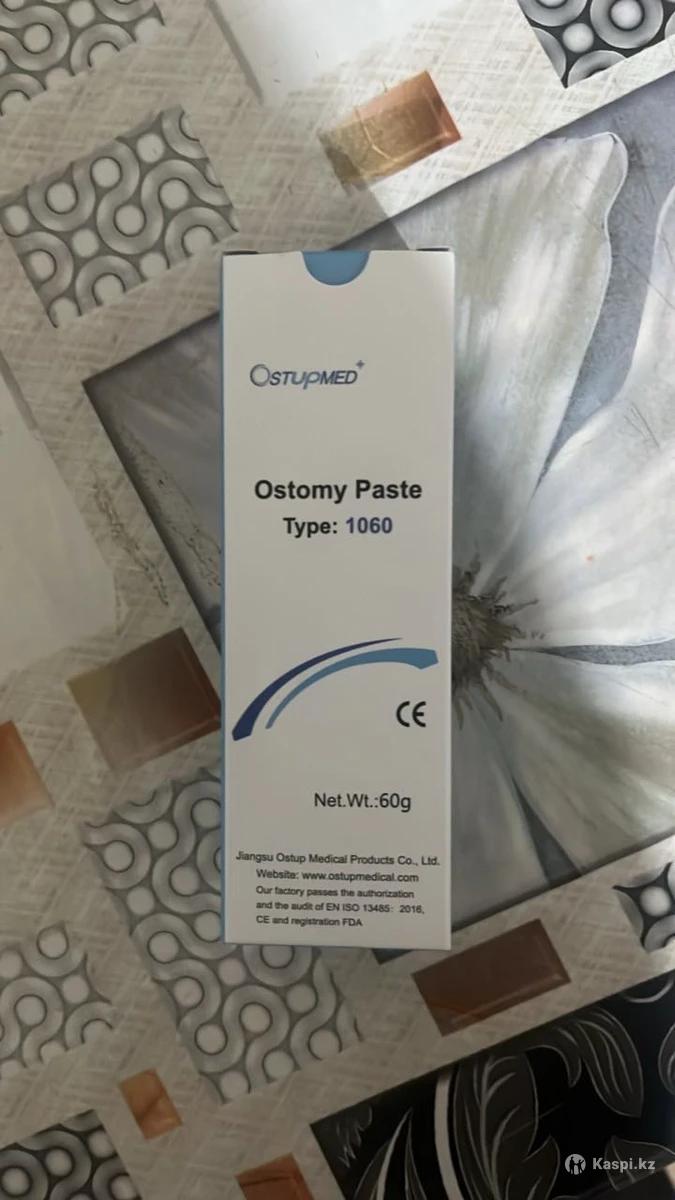 OSTUPMED
Ostomy Paste
Type: 1060
CE
Net.Wt.:60g
Jiangsu Ostup Medical Products Co., Ltd.
Website: www.ostupmedical.com
Our factory passes the authorization
and the audit of EN ISO 13485: 2016,
CE and registration FDA
Kaspi.kz